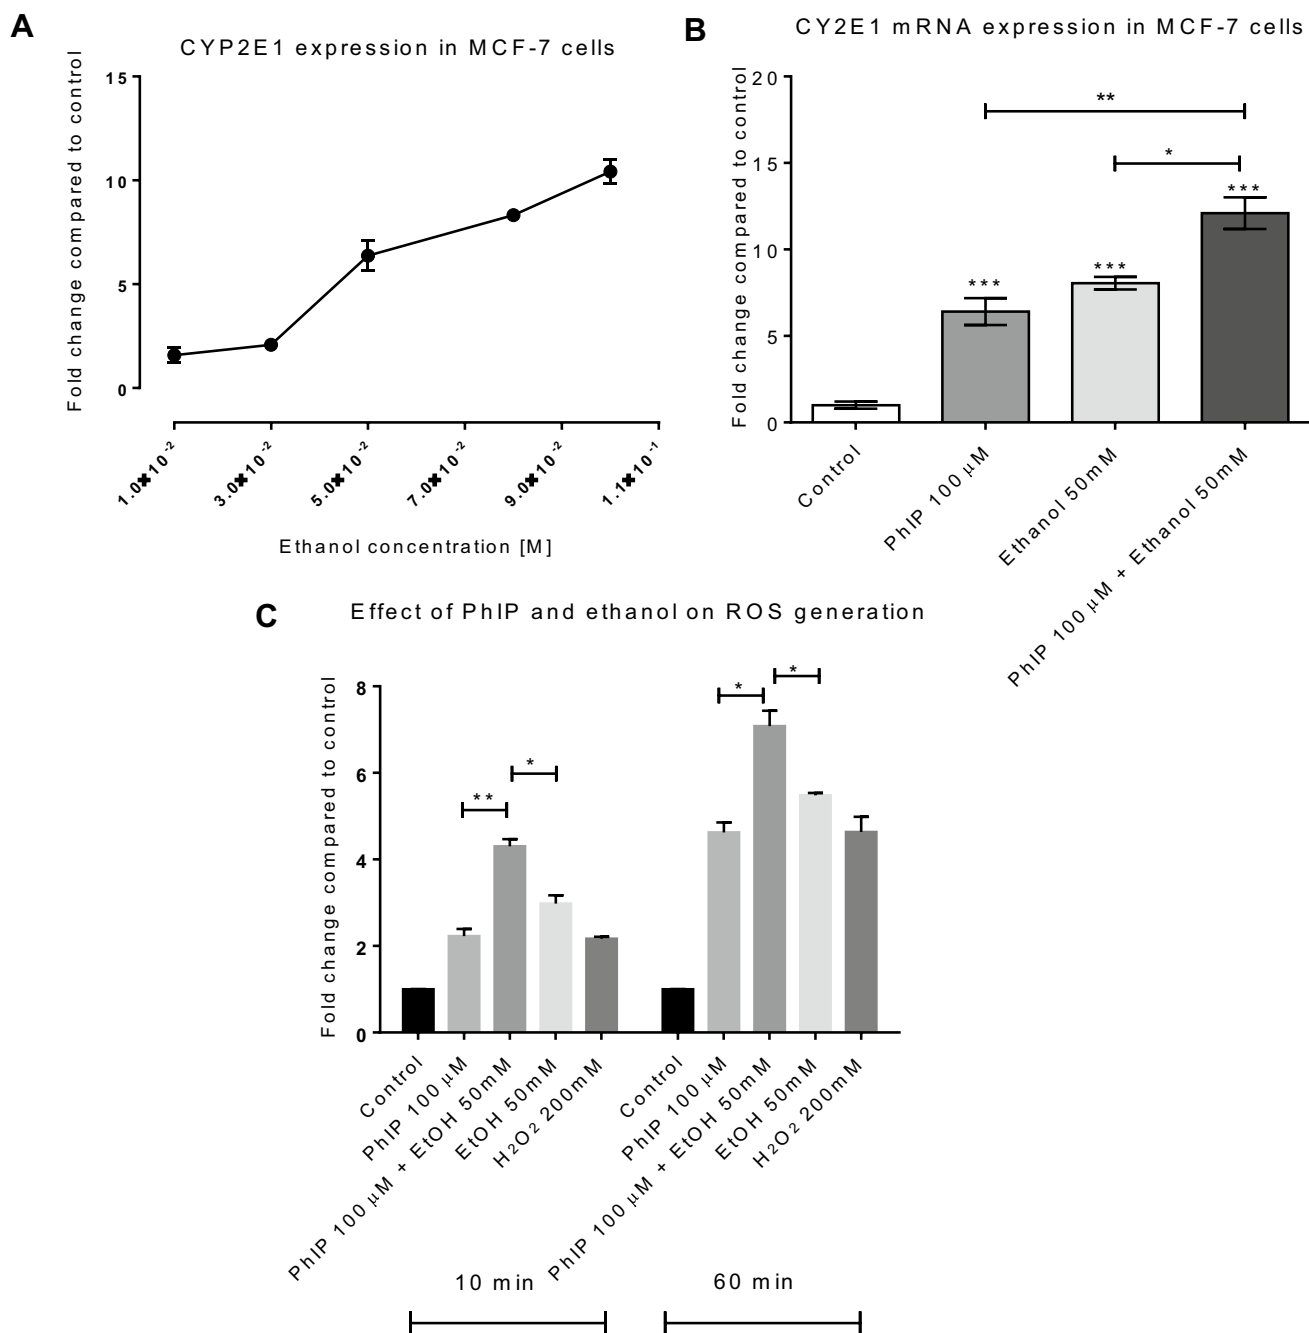 A
CYP2E1 expression in MCF-7 cells
Fold change compared to control
15
10
5
0
1.0✖10-2
3.0✖10-2
5.0✖10-2
7.0✖10-2
9.0✖10-2
1.1✖10-1
Ethanol concentration [M]
B
CY2E1 mRNA expression in MCF-7 cells
Fold change compared to control
20
15
10
5
0
**
*
***
***
***
Control
PhIP 100 μM
Ethanol 50mM
PhIP 100 μM + Ethanol 50mM
C
Effect of PhIP and ethanol on ROS generation
Fold change compared to control
8
6
4
2
0
**
*
*
*
Control
PhIP 100 μM
PhIP 100 μM + EtOH 50mM
EtOH 50mM
H2O2 200mM
Control
PhIP 100 μM
PhIP 100 μM + EtOH 50mM
EtOH 50mM
H2O2 200mM
10 min
60 min